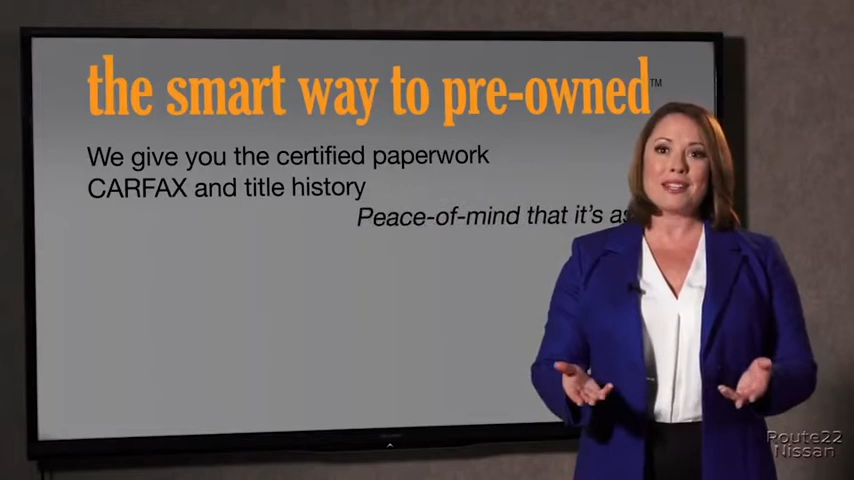 the smart way to pre-owned™
We give you the certified paperwork
CARFAX and title history
Peace-of-mind that it's as
Route22
Nissan